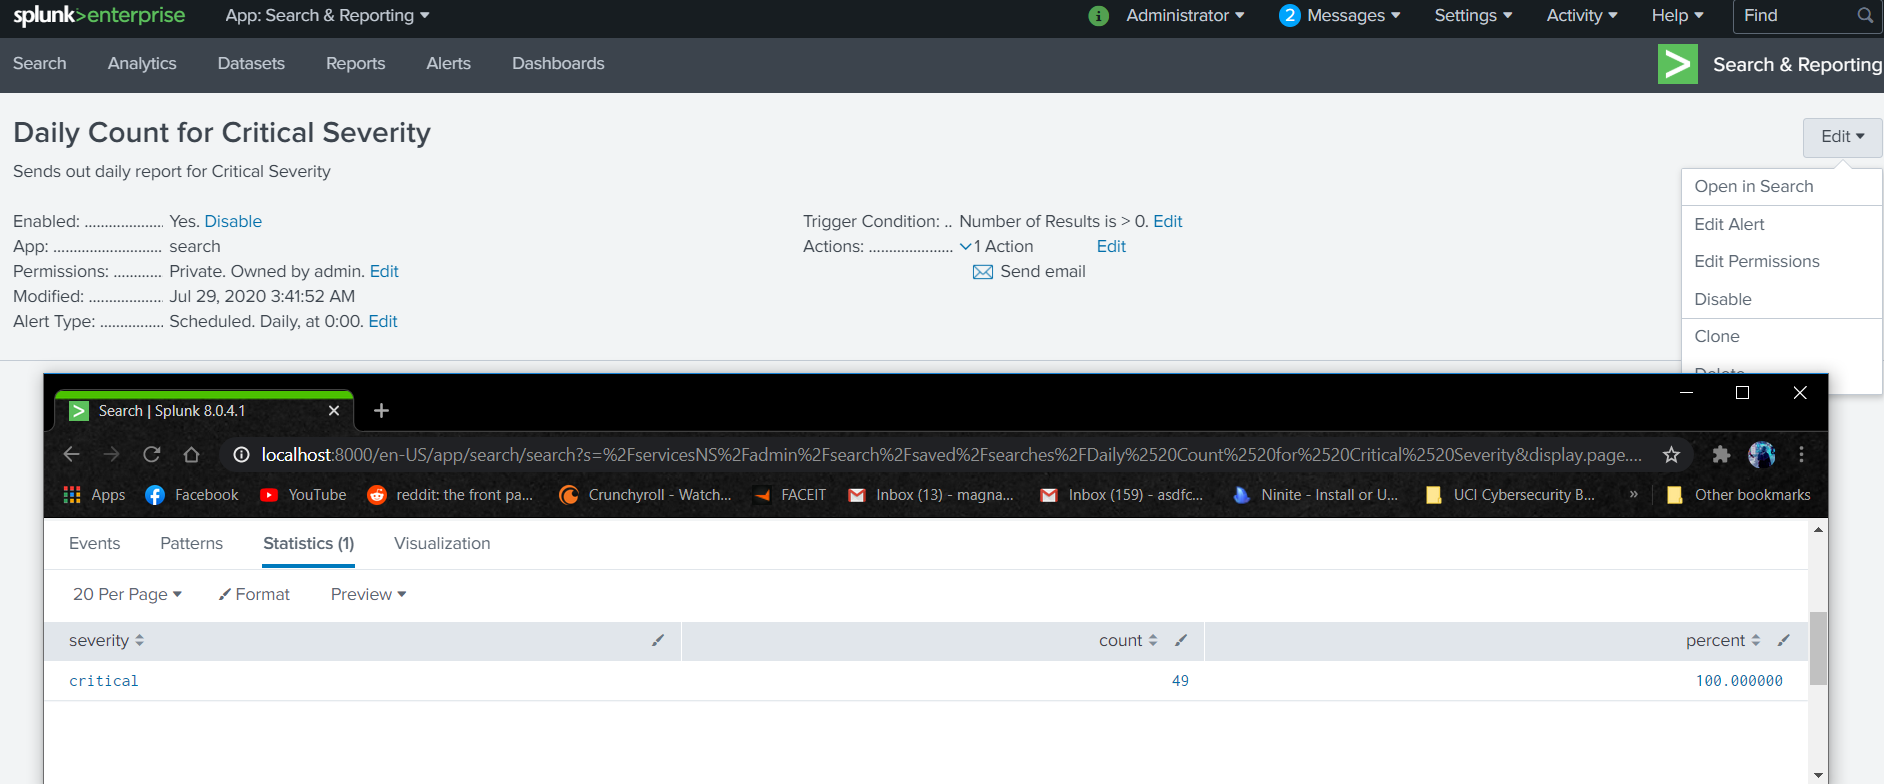 splunk>enterprise App: Search & Reporting i Administrator 2 Messages Settings Activity Help Find
Search Analytics Datasets Reports Alerts Dashboards Search & Reporting
Daily Count for Critical Severity
Edit
Sends out daily report for Critical Severity
Open in Search
Edit Alert
Edit Permissions
Disable
Clone
Delete
Enabled: .................... Yes. Disable
App: ........................... search
Permissions: ............ Private. Owned by admin. Edit
Modified: ................... Jul 29, 2020 3:41:52 AM
Alert Type: ................ Scheduled. Daily, at 0:00. Edit
Trigger Condition: .. Number of Results is > 0. Edit
Actions: ..................... 1 Action Edit
Send email
Search | Splunk 8.0.4.1
localhost:8000/en-US/app/search/search?s=%2FservicesNS%2Fadmin%2Fsearch%2Fsaved%2Fsearches%2FDaily%2520Count%2520for%2520Critical%2520Severity&display.page....
Apps Facebook YouTube reddit: the front pa... Crunchyroll - Watch... FACEIT Inbox (13) - magna... Inbox (159) - asdfc... Ninite - Install or U... UCI Cybersecurity B... » Other bookmarks
Events Patterns Statistics (1) Visualization
20 Per Page Format Preview
severity count percent
critical 49 100.000000